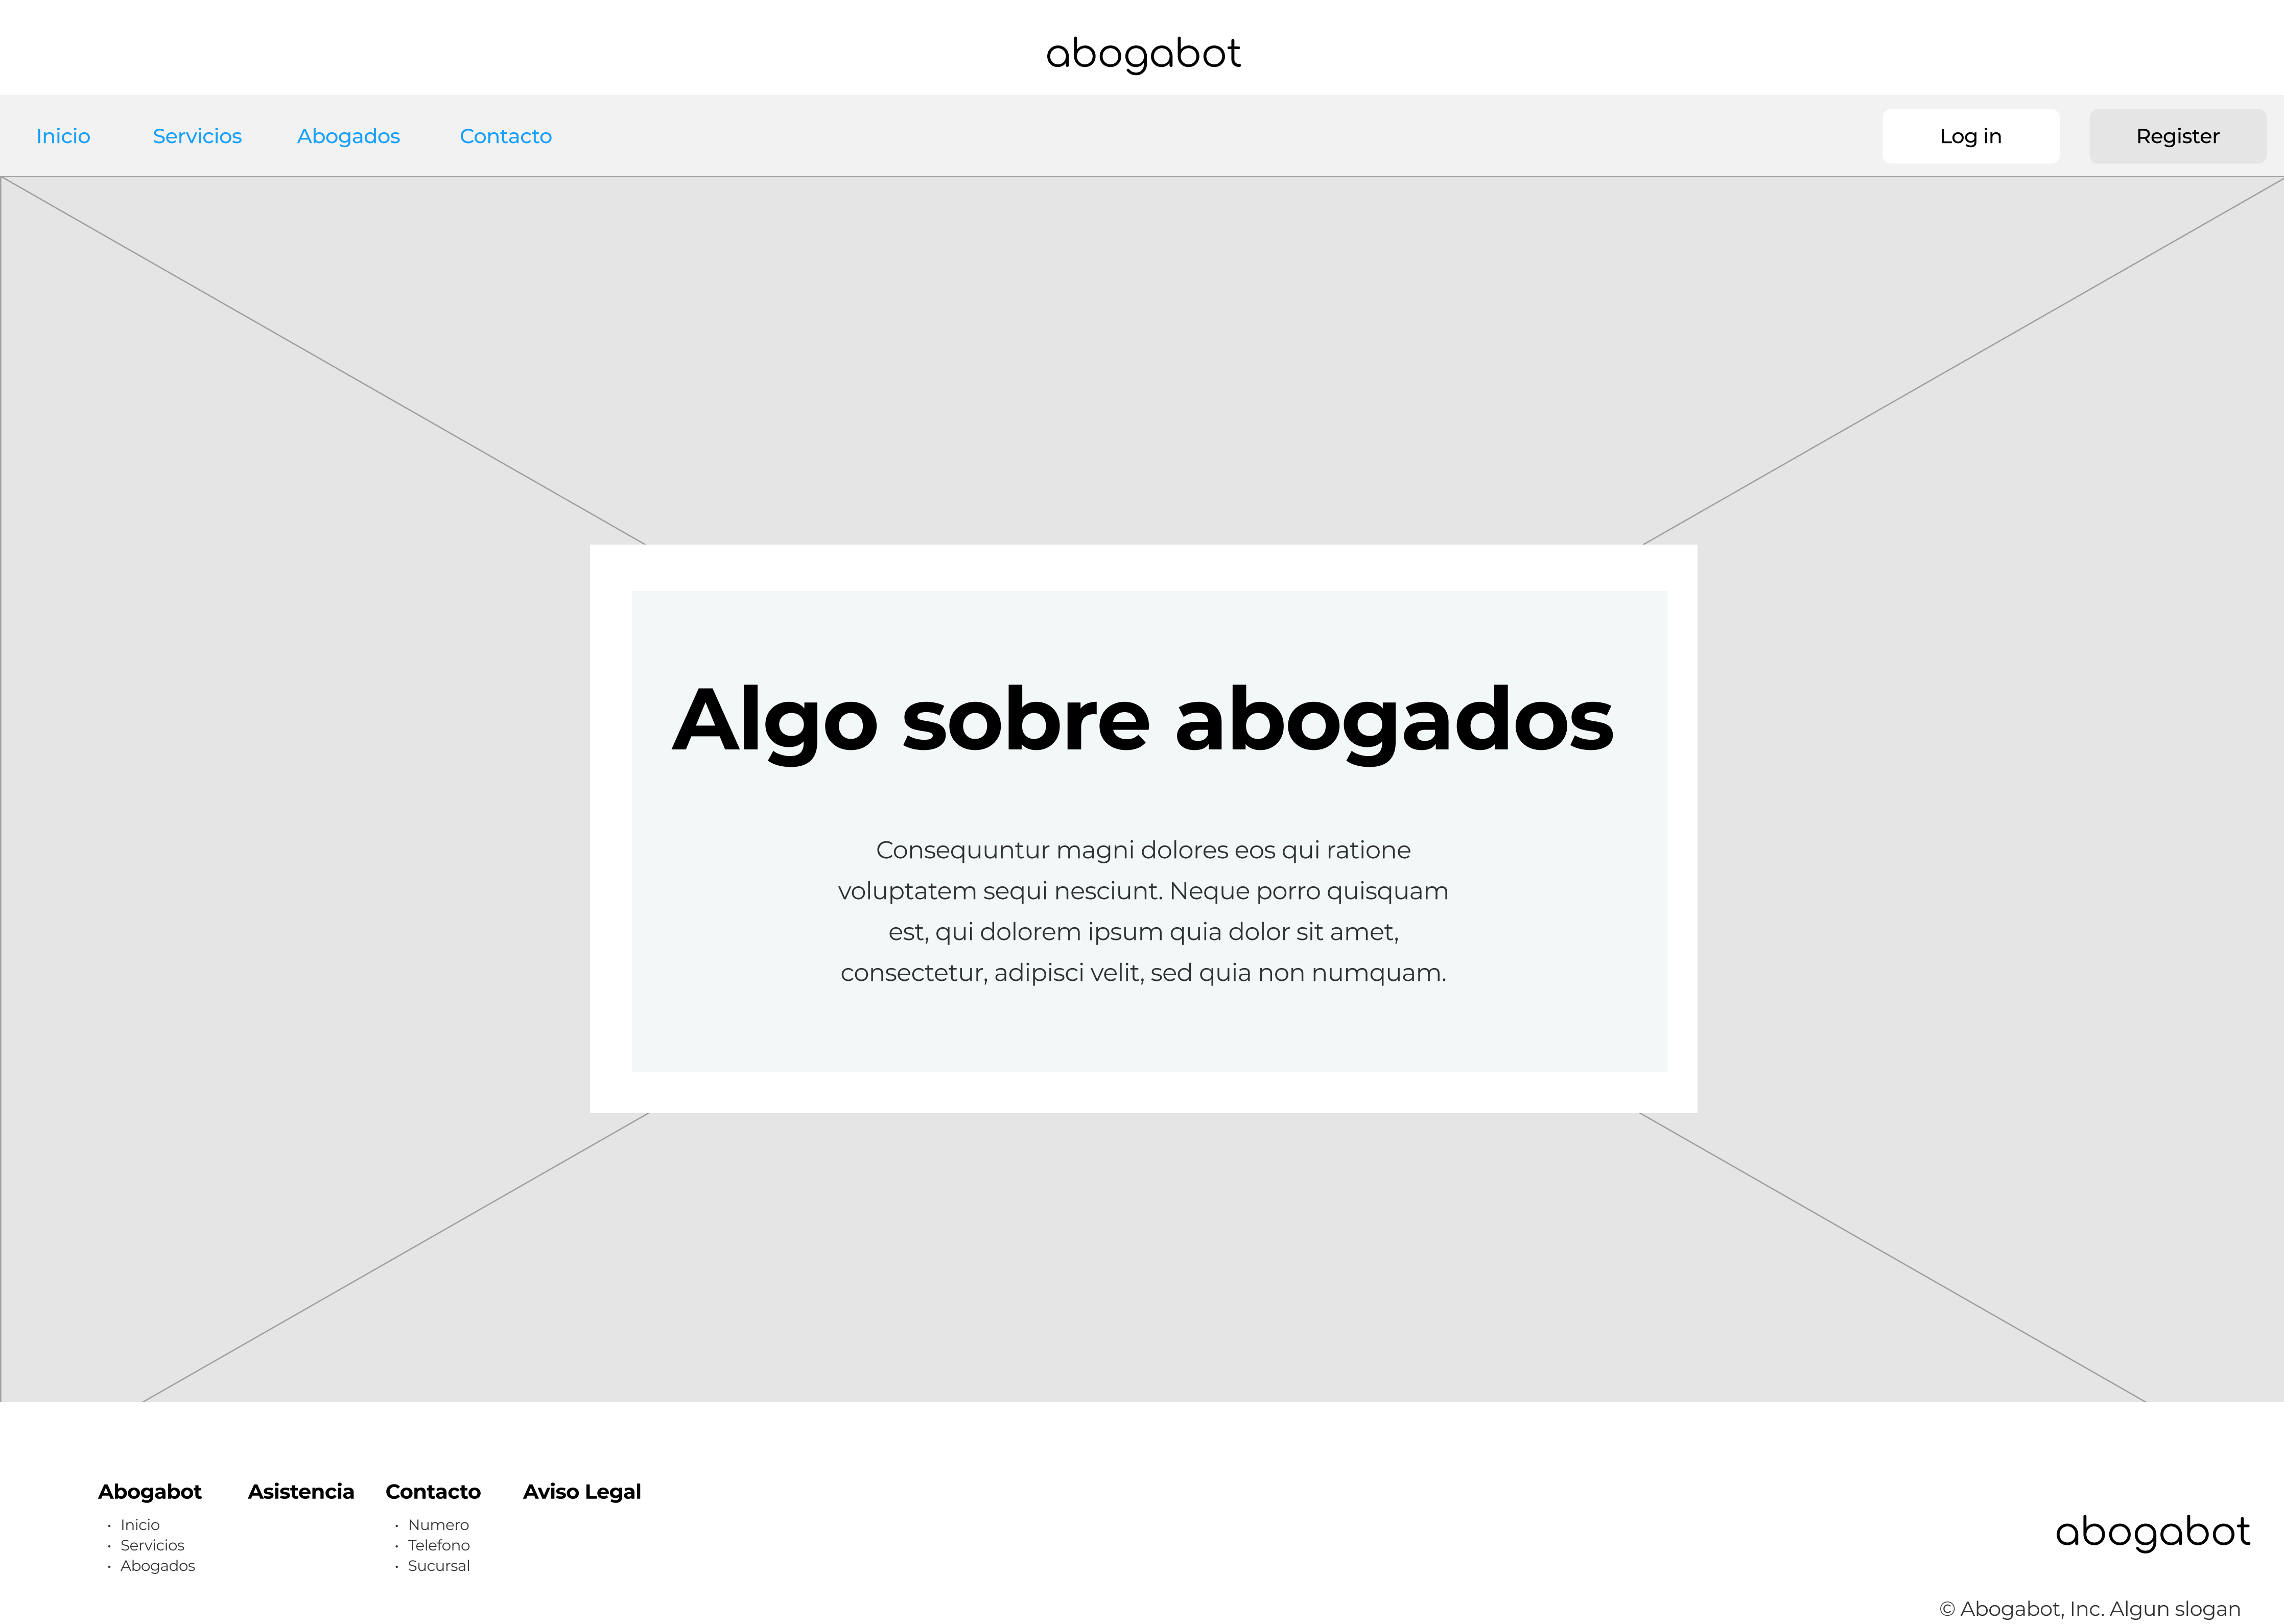 abogabot
Inicio Servicios Abogados Contacto Log in Register
Algo sobre abogados
Consequuntur magni dolores eos qui ratione
voluptatem sequi nesciunt. Neque porro quisquam
est, qui dolorem ipsum quia dolor sit amet,
consectetur, adipisci velit, sed quia non numquam.
Abogabot Asistencia Contacto Aviso Legal
• Inicio • Numero
• Servicios • Telefono
• Abogados • Sucursal
abogabot
© Abogabot, Inc. Algun slogan